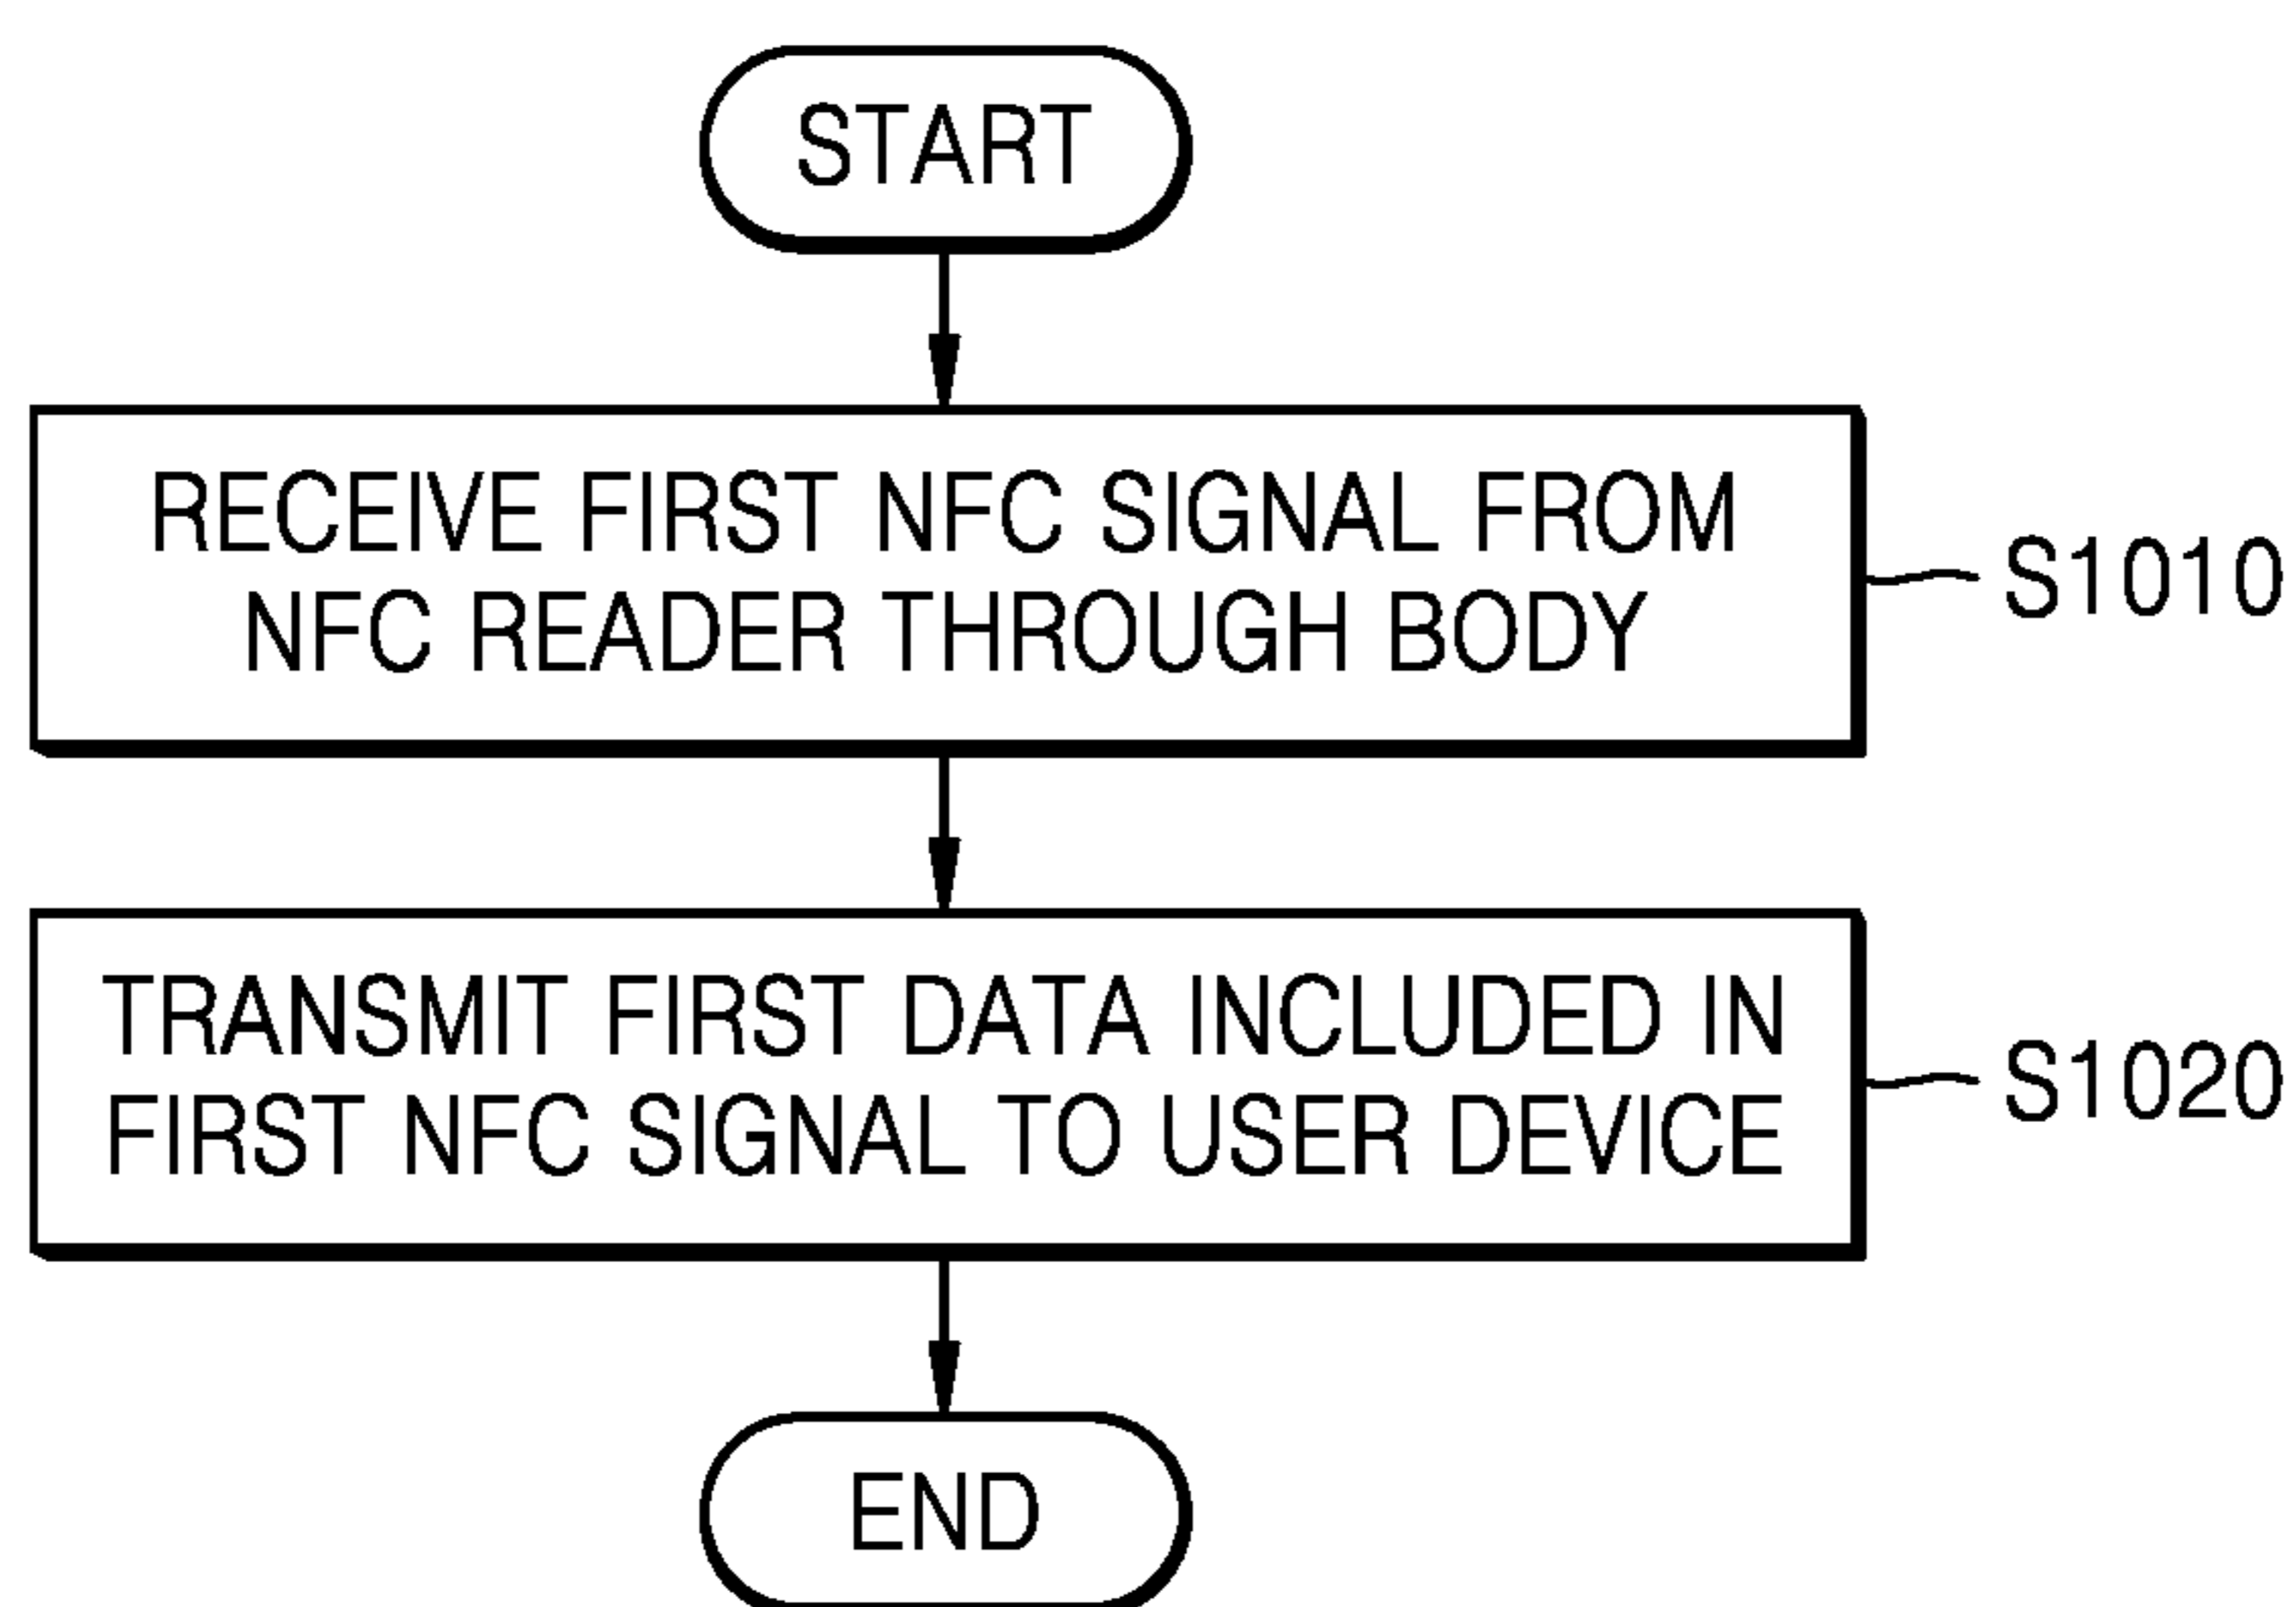 START
RECEIVE FIRST NFC SIGNAL FROM
NFC READER THROUGH BODY
S1010
TRANSMIT FIRST DATA INCLUDED IN
FIRST NFC SIGNAL TO USER DEVICE
S1020
END